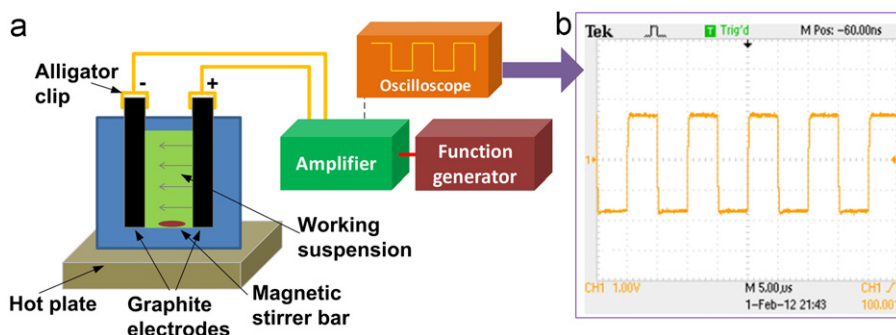 a
Alligator
clip
-
+
Oscilloscope
Amplifier
Function
generator
Working
suspension
Hot plate
Graphite
electrodes
Magnetic
stirrer bar
b
Tek
T Trig'd
M Pos: -60.00ns
1
CH1 1.00V
M 5.00µs
CH1
1-Feb-12 21:43